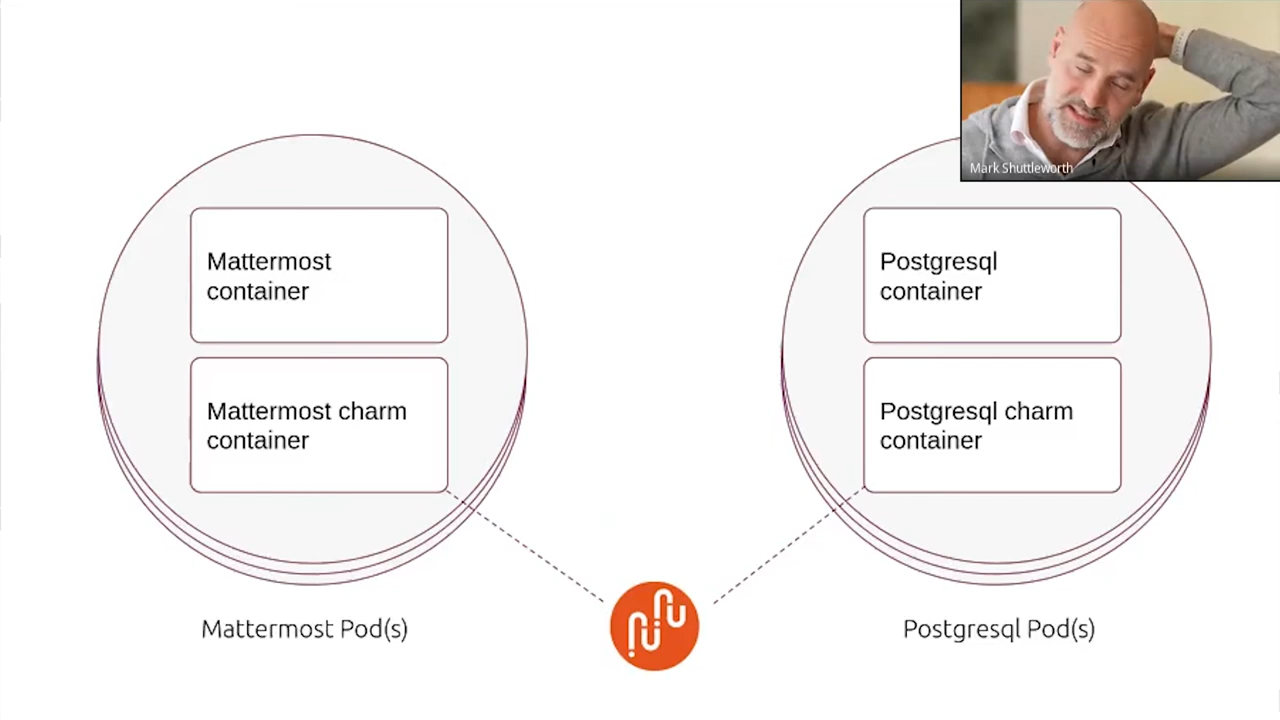 Mark Shuttleworth
Mattermost
container
Postgresql
container
Mattermost charm
container
Postgresql charm
container
Mattermost Pod(s)
Postgresql Pod(s)